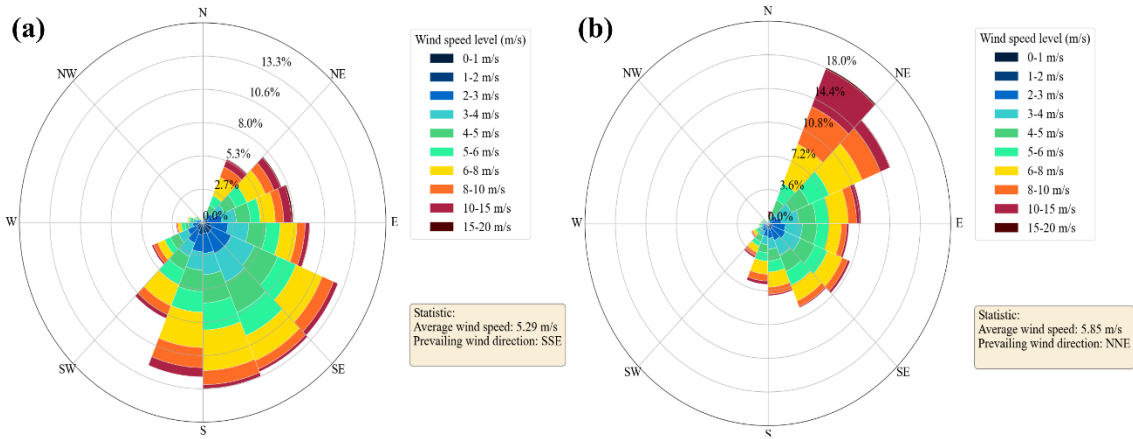 (a)
N
NE
E
SE
S
SW
W
NW
13.3%
10.6%
8.0%
5.3%
2.7%
0.0%
Wind speed level (m/s)
0-1 m/s
1-2 m/s
2-3 m/s
3-4 m/s
4-5 m/s
5-6 m/s
6-8 m/s
8-10 m/s
10-15 m/s
15-20 m/s
Statistic:
Average wind speed: 5.29 m/s
Prevailing wind direction: SSE
(b)
N
NE
E
SE
S
SW
W
NW
18.0%
14.4%
10.8%
7.2%
3.6%
0.0%
Wind speed level (m/s)
0-1 m/s
1-2 m/s
2-3 m/s
3-4 m/s
4-5 m/s
5-6 m/s
6-8 m/s
8-10 m/s
10-15 m/s
15-20 m/s
Statistic:
Average wind speed: 5.85 m/s
Prevailing wind direction: NNE